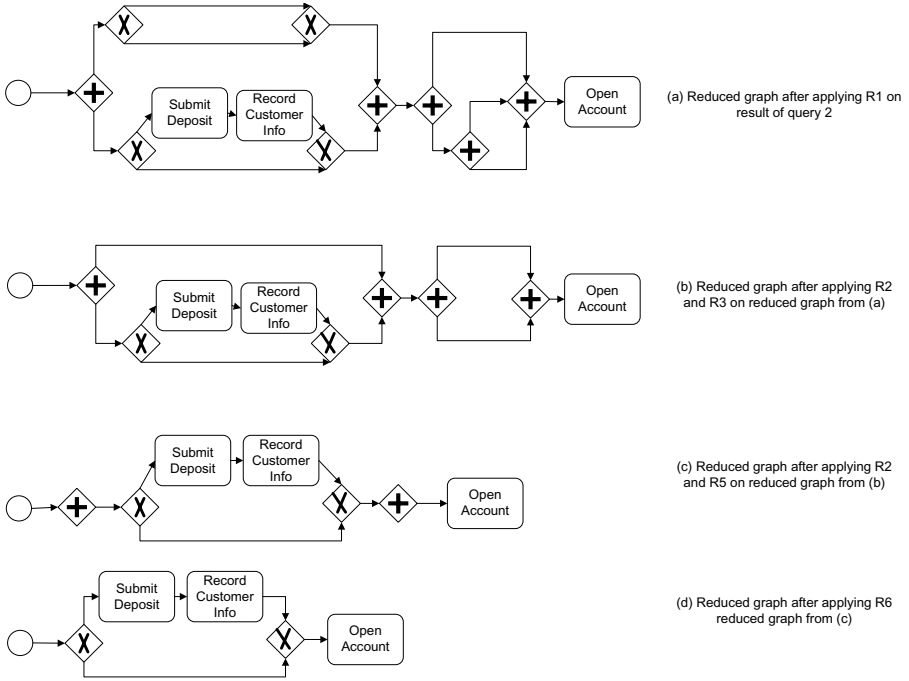 Submit
Deposit
Record
Customer
Info
Open
Account
(a) Reduced graph after applying R1 on
result of query 2
Submit
Deposit
Record
Customer
Info
Open
Account
(b) Reduced graph after applying R2
and R3 on reduced graph from (a)
Submit
Deposit
Record
Customer
Info
Open
Account
(c) Reduced graph after applying R2
and R5 on reduced graph from (b)
Submit
Deposit
Record
Customer
Info
Open
Account
(d) Reduced graph after applying R6
reduced graph from (c)